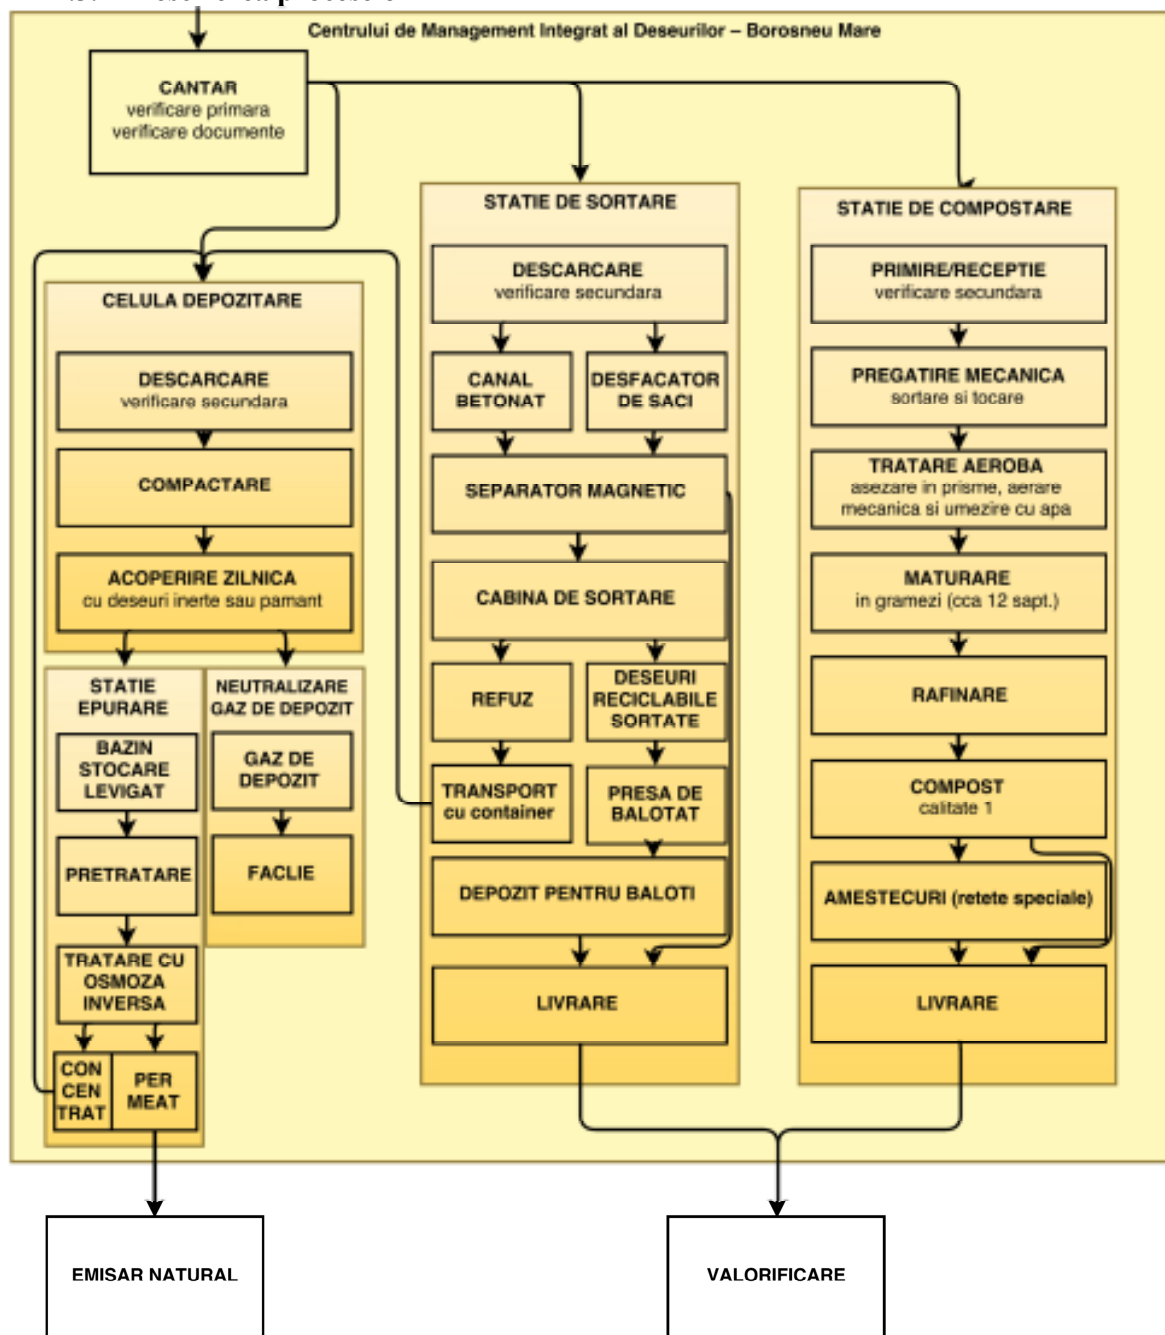 Centrului de Management Integrat al Deseurilor – Borosneu Mare
CANTAR
verificare primara
verificare documente
CELULA DEPOZITARE
DESCARCARE
verificare secundara
COMPACTARE
ACOPERIRE ZILNICA
cu deseuri inerte sau pamant
STATIE
EPURARE
BAZIN
STOCARE
LEVIGAT
PRETRATARE
TRATARE CU
OSMOZA
INVERSA
CON
CEN
TRAT
PER
MEAT
NEUTRALIZARE
GAZ DE DEPOZIT
GAZ DE
DEPOZIT
FACLIE
STATIE DE SORTARE
DESCARCARE
verificare secundara
CANAL
BETONAT
DESFACATOR
DE SACI
SEPARATOR MAGNETIC
CABINA DE SORTARE
REFUZ
DESEURI
RECICLABILE
SORTATE
TRANSPORT
cu container
PRESA DE
BALOTAT
DEPOZIT PENTRU BALOTI
LIVRARE
STATIE DE COMPOSTARE
PRIMIRE/RECEPTIE
verificare secundara
PREGATIRE MECANICA
sortare si tocare
TRATARE AEROBA
asezare in prisme, aerare
mecanica si umezire cu apa
MATURARE
in gramezi (cca 12 sapt.)
RAFINARE
COMPOST
calitate 1
AMESTECURI (retete speciale)
LIVRARE
EMISAR NATURAL
VALORIFICARE